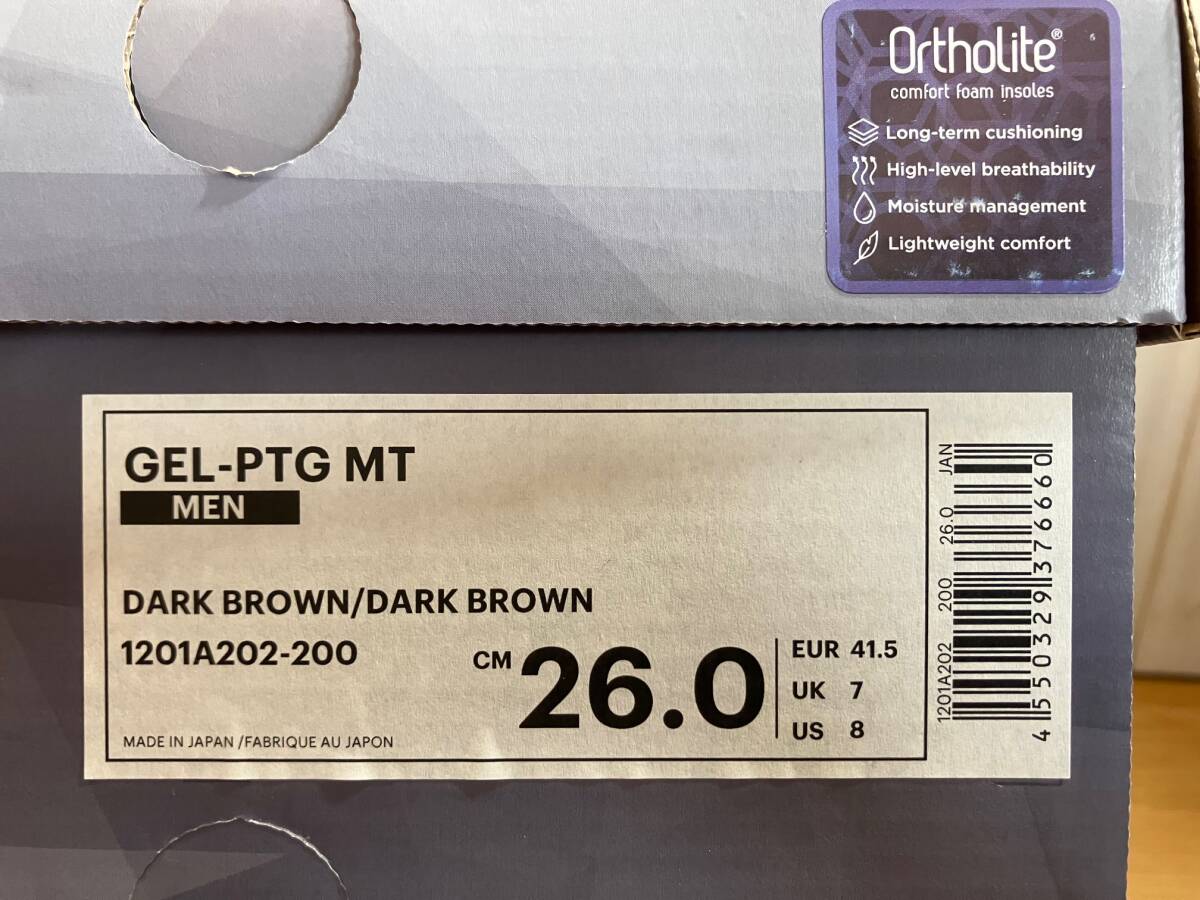 Ortholite®
comfort foam insoles
Long-term cushioning
High-level breathability
Moisture management
Lightweight comfort
GEL-PTG MT
MEN
DARK BROWN/DARK BROWN
1201A202-200
CM 26.0
EUR 41.5
UK 7
US 8
MADE IN JAPAN /FABRIQUE AU JAPON
1201A202 200 26.0 JAN
4550329376660